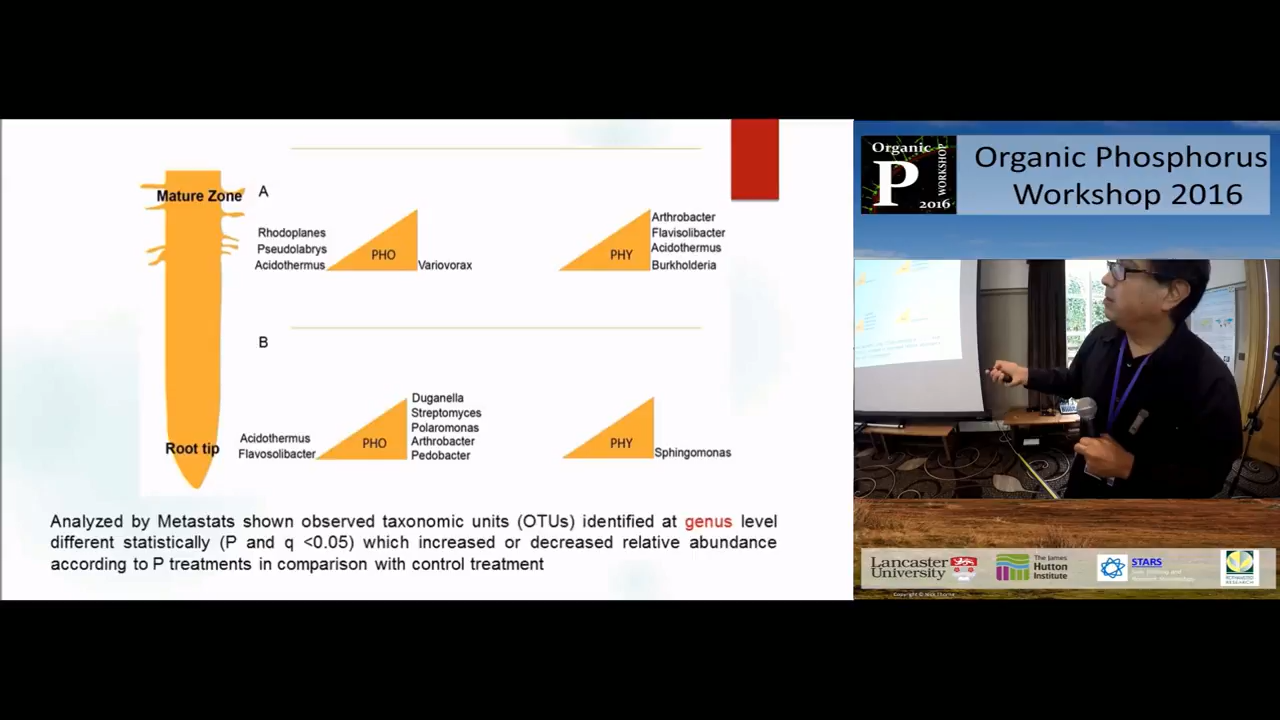 Mature Zone
A
Rhodoplanes
Pseudolabrys
Acidothermus
PHO
Variovorax
PHY
Arthrobacter
Flavisolibacter
Acidothermus
Burkholderia
B
Root tip
Acidothermus
Flavosolibacter
PHO
Duganella
Streptomyces
Polaromonas
Arthrobacter
Pedobacter
PHY
Sphingomonas
Analyzed by Metastats shown observed taxonomic units (OTUs) identified at genus level
different statistically (P and q <0.05) which increased or decreased relative abundance
according to P treatments in comparison with control treatment
Organic
P
WORKSHOP
2016
Organic Phosphorus
Workshop 2016
Lancaster
University
The James
Hutton
Institute
STARS